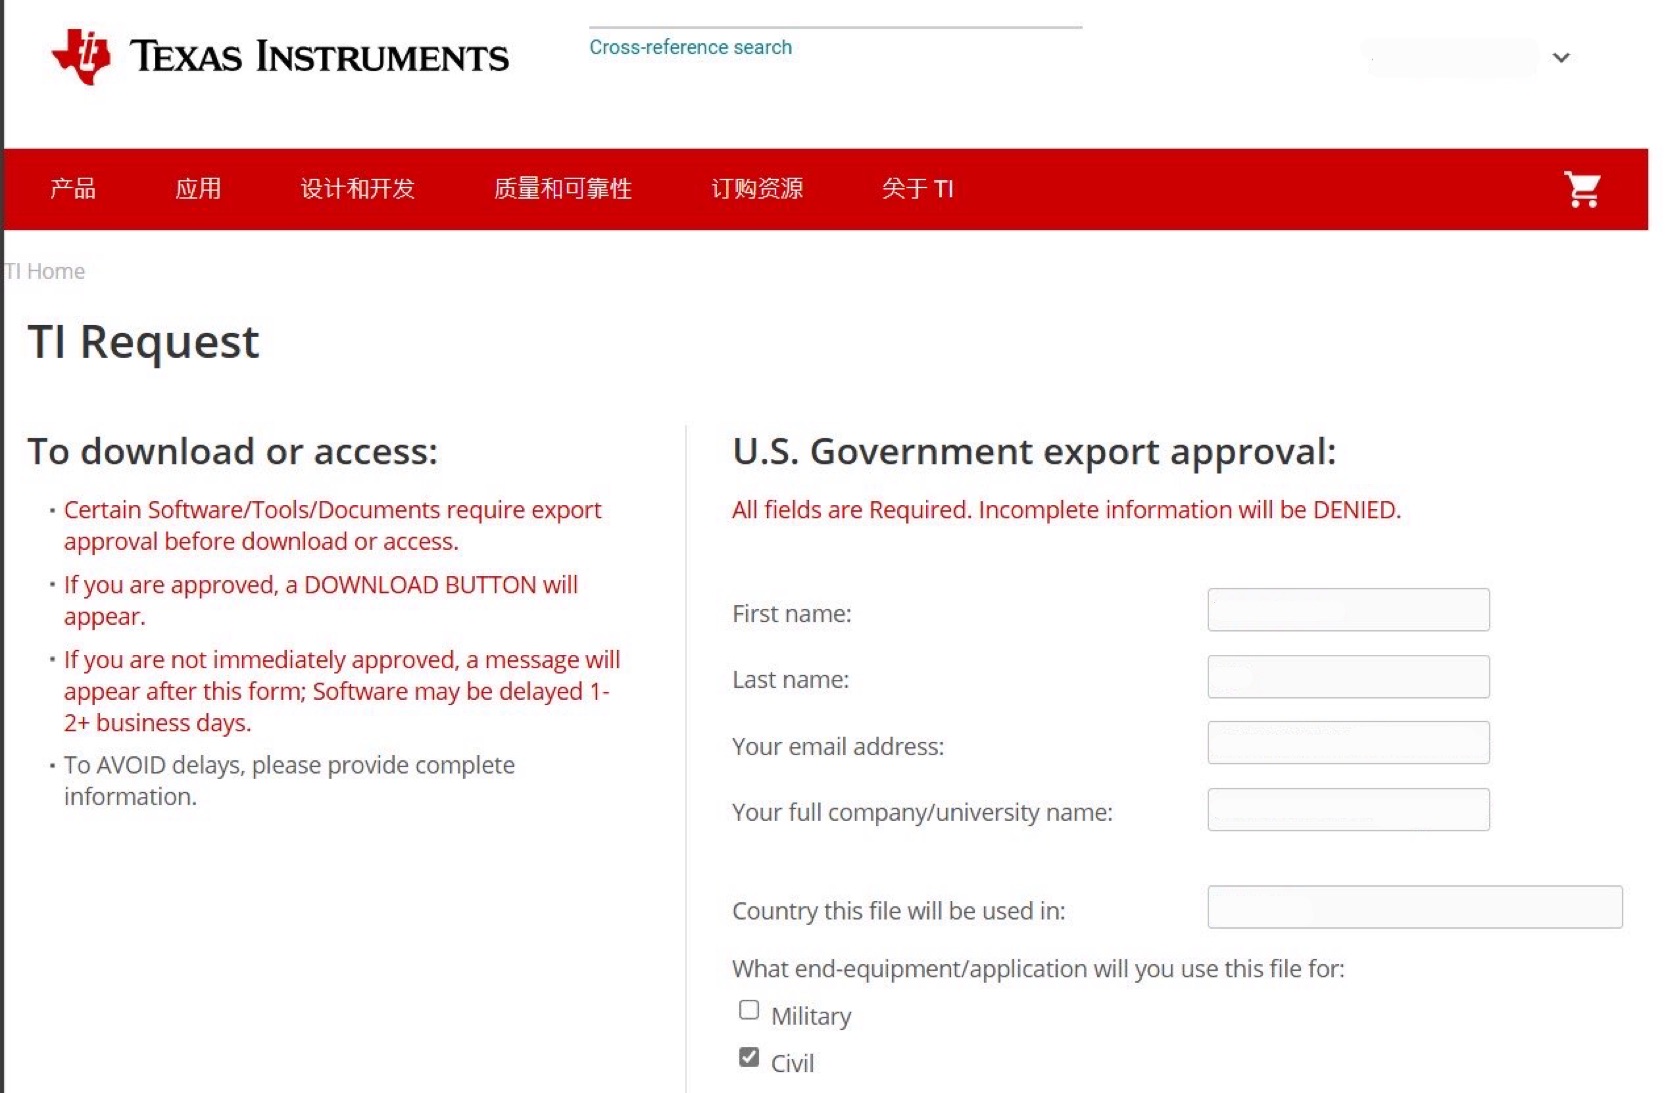 TEXAS INSTRUMENTS
Cross-reference search
产品 应用 设计和开发 质量和可靠性 订购资源 关于 TI
TI Home
TI Request
To download or access:
· Certain Software/Tools/Documents require export
approval before download or access.
· If you are approved, a DOWNLOAD BUTTON will
appear.
· If you are not immediately approved, a message will
appear after this form; Software may be delayed 1-
2+ business days.
· To AVOID delays, please provide complete
information.
U.S. Government export approval:
All fields are Required. Incomplete information will be DENIED.
First name:
Last name:
Your email address:
Your full company/university name:
Country this file will be used in:
What end-equipment/application will you use this file for:
Military
Civil